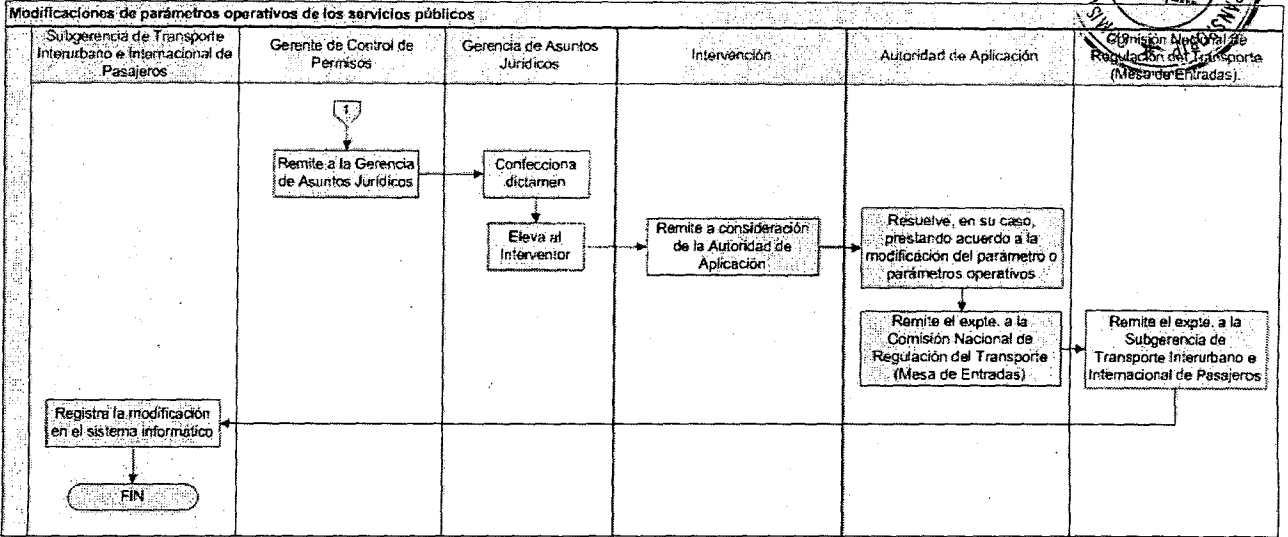 Modificaciones de parámetros operativos de los servicios públicos
Subgerencia de Transporte
Interurbano e Internacional de
Pasajeros
Gerente de Control de
Permisos
Gerencia de Asuntos
Jurídicos
Intervención
Autoridad de Aplicación
Comisión Nacional de
Regulación del Transporte
(Mesa de Entradas)
1
Remite a la Gerencia
de Asuntos Jurídicos
Confecciona
dictamen
Eleva al
Interventor
Remite a consideración
de la Autoridad de
Aplicación
Resuelve, en su caso,
prestando acuerdo a la
modificación del parámetro o
parámetros operativos
Remite el expte. a la
Comisión Nacional de
Regulación del Transporte
(Mesa de Entradas)
Remite el expte. a la
Subgerencia de
Transporte Interurbano e
Internacional de Pasajeros
Registra la modificación
en el sistema informático
FIN